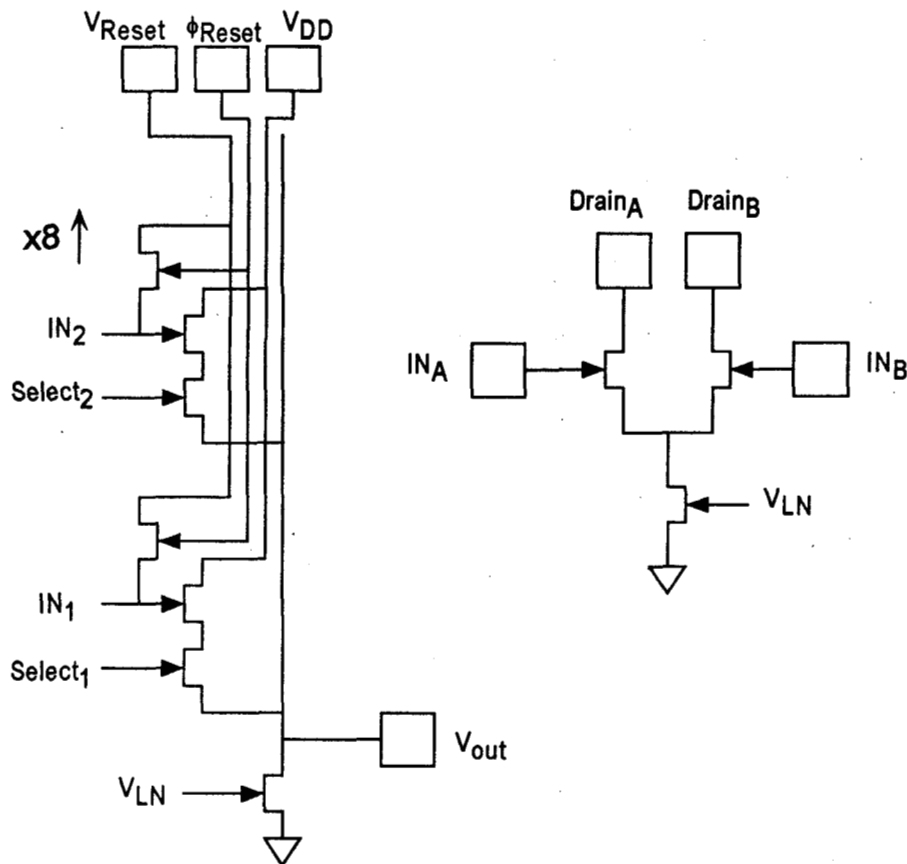 VReset ϕReset VDD
x8
IN2
Select2
IN1
Select1
VLN
Vout
DrainA DrainB
INA
INB
VLN